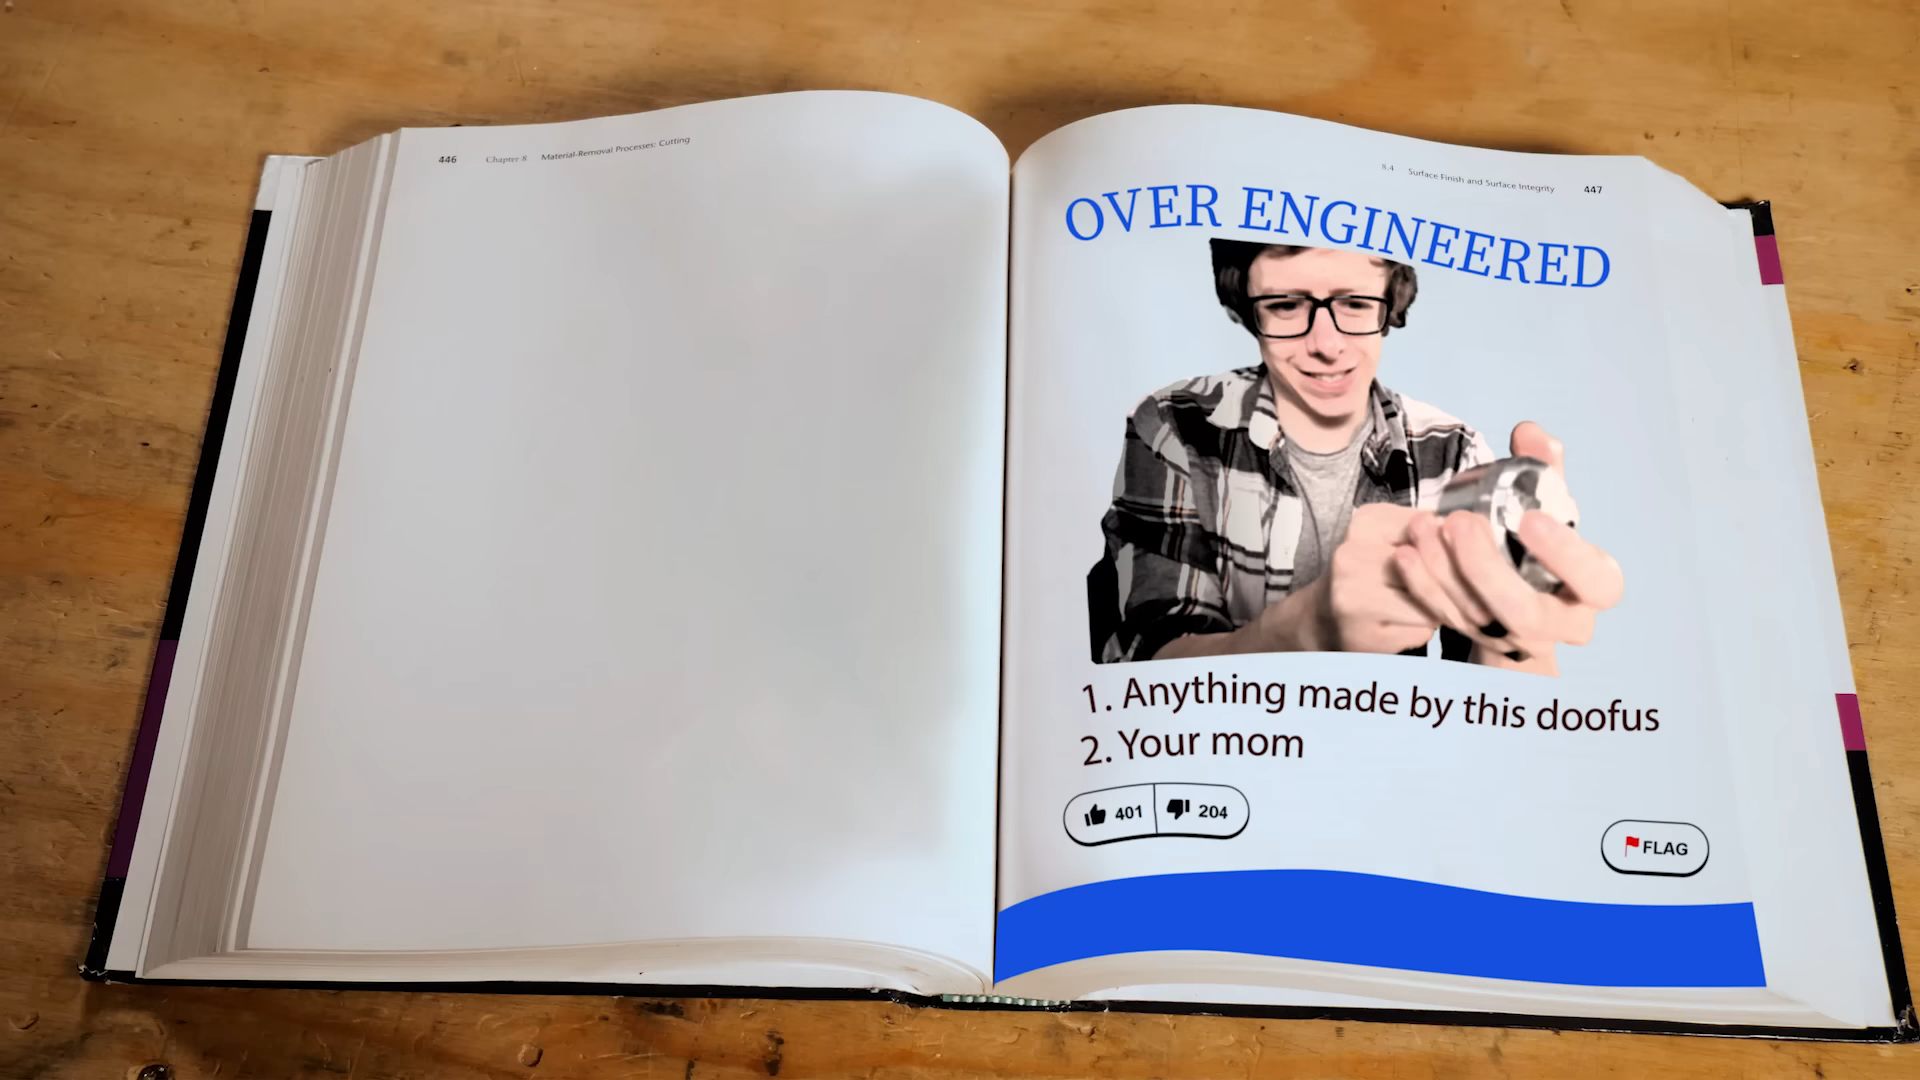 446 Chapter 8 Material-Removal Processes: Cutting
8.4 Surface Finish and Surface Integrity 447
OVER ENGINEERED
1. Anything made by this doofus
2. Your mom
401 204
FLAG